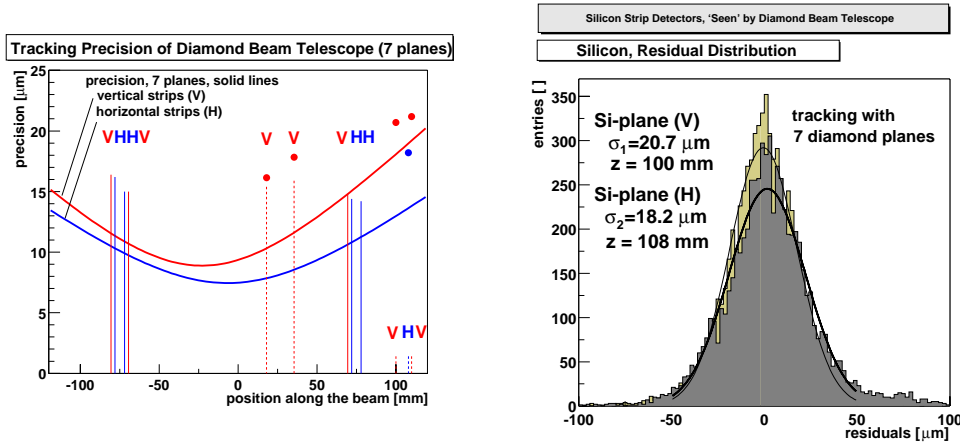 Tracking Precision of Diamond Beam Telescope (7 planes)
precision [μm]
25
20
15
10
5
0
precision, 7 planes, solid lines
vertical strips (V)
horizontal strips (H)
VHHV
V V VHH
V HV
-100 -50 0 50 100
position along the beam [mm]
Silicon Strip Detectors, ‘Seen’ by Diamond Beam Telescope
Silicon, Residual Distribution
entries [ ]
350
300
250
200
150
100
50
0
Si-plane (V)
σ1=20.7 μm
z = 100 mm
Si-plane (H)
σ2=18.2 μm
z = 108 mm
tracking with
7 diamond planes
-100 -50 0 50 100
residuals [μm]